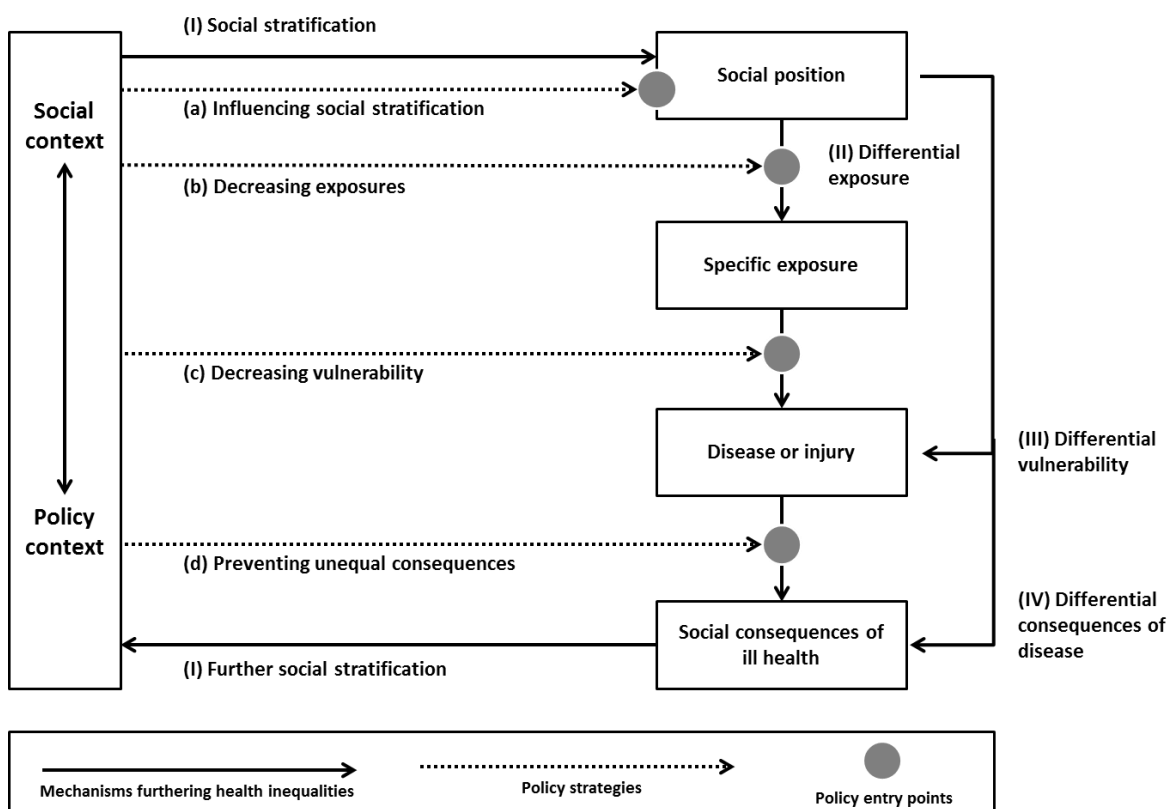 (I) Social stratification
Social position
(a) Influencing social stratification
Social
context
(II) Differential
exposure
(b) Decreasing exposures
Specific exposure
(c) Decreasing vulnerability
Disease or injury
(III) Differential
vulnerability
Policy
context
(d) Preventing unequal consequences
Social consequences of
ill health
(IV) Differential
consequences of
disease
(I) Further social stratification
Mechanisms furthering health inequalities
Policy strategies
Policy entry points